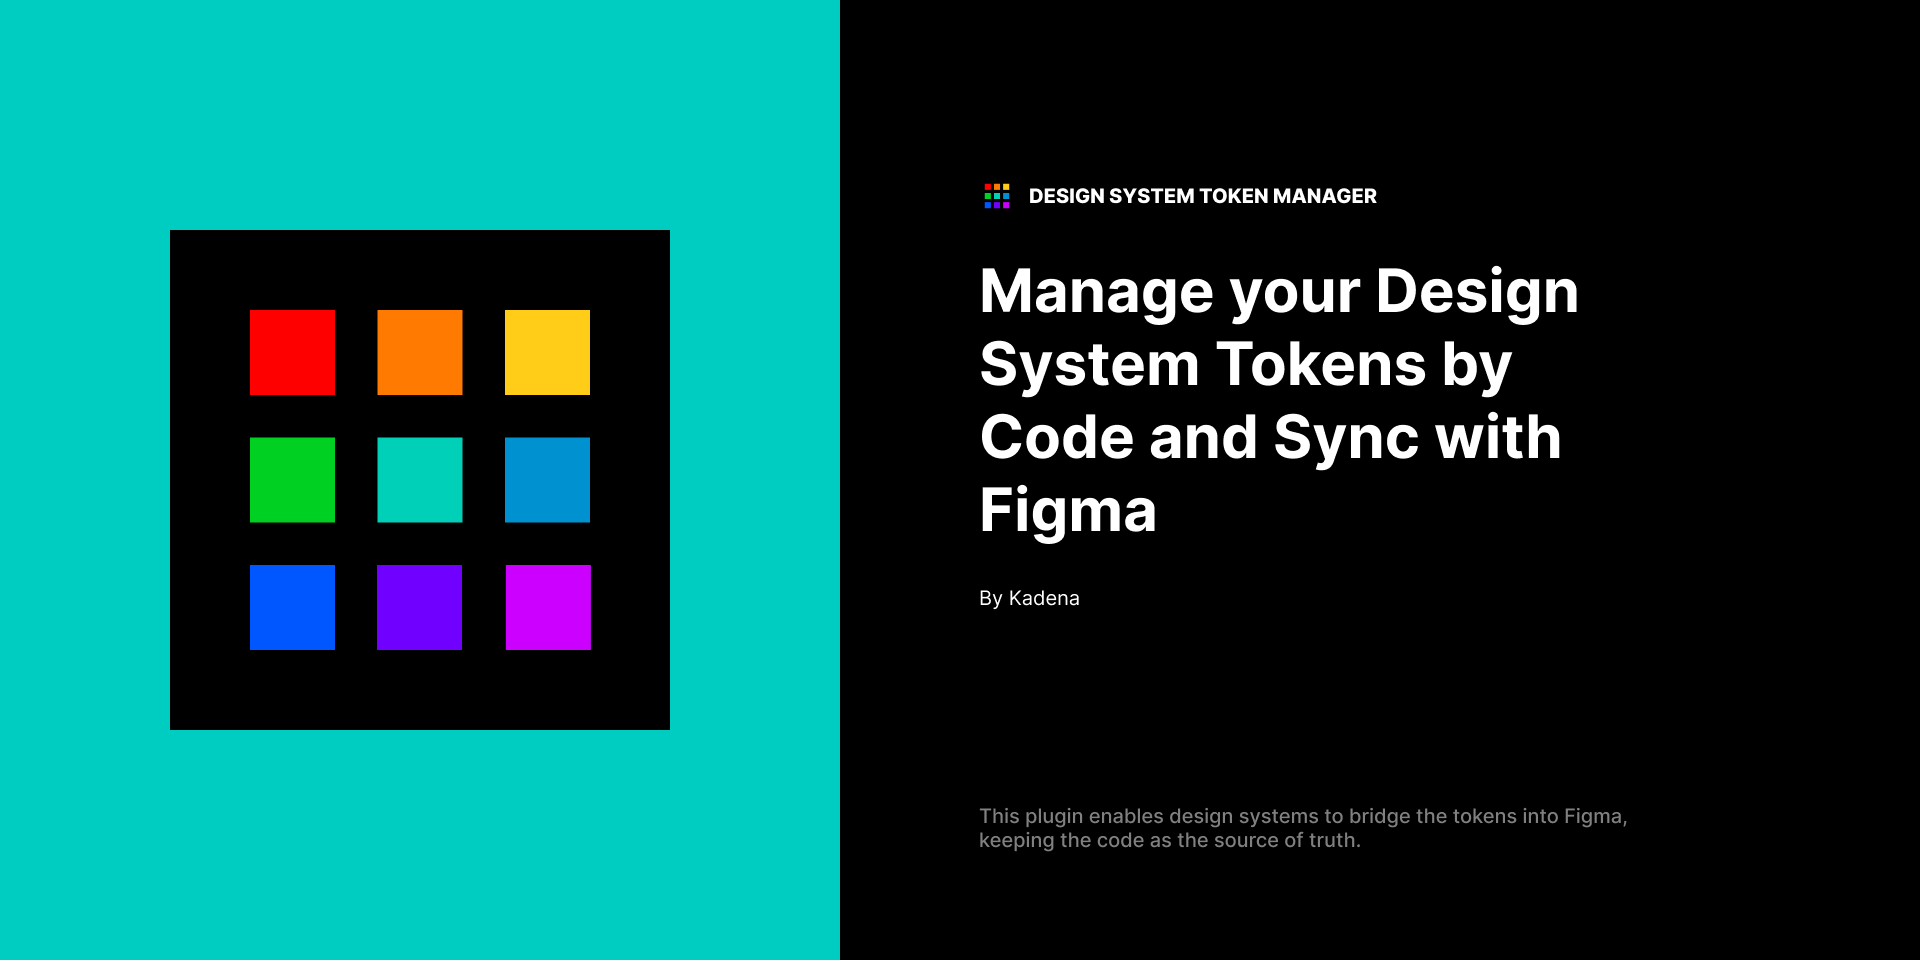 DESIGN SYSTEM TOKEN MANAGER
Manage your Design
System Tokens by
Code and Sync with
Figma
By Kadena
This plugin enables design systems to bridge the tokens into Figma,
keeping the code as the source of truth.